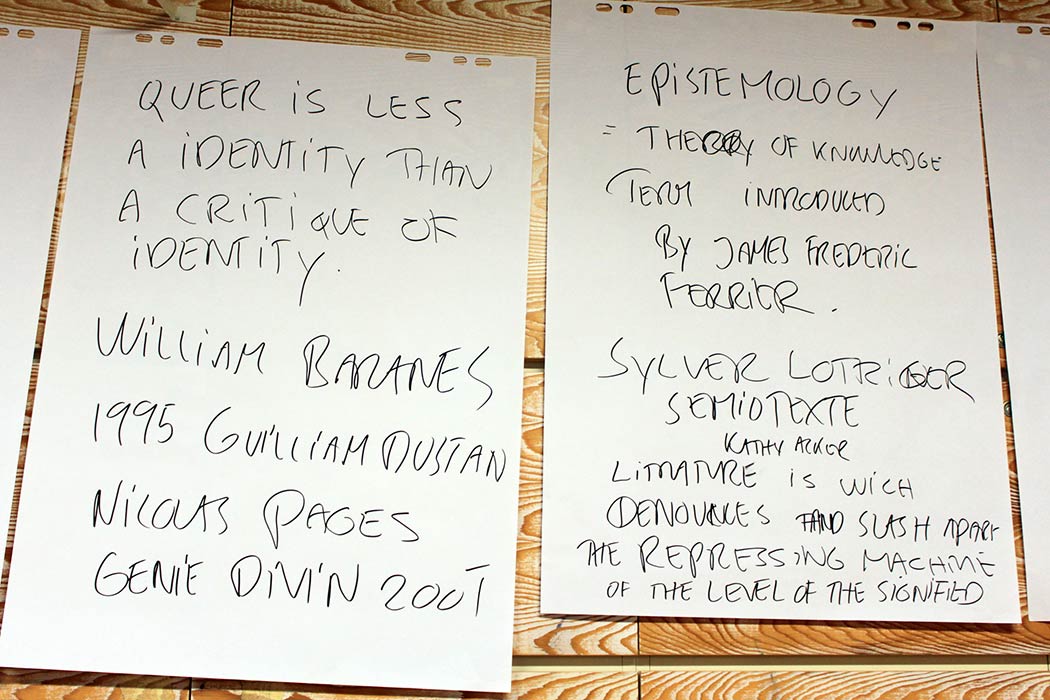 QUEER iS LESS
A iDENTiTY THAN
A CRiTiQUE OF
iDENTiTY.
WiLLiAM BARANES
1995 GUiLLiAM DUSTAN
NiCOLAS PAGES
GENiE DiViN 2001
EPiSTEMOLOGY
= THEORY OF KNOWLEDGE
TERM iNTRODUCED
By JAMES FREDERiC
FERRiER.
SYLVER LOTRiGER
SEMiOTEXTE
KATHY ACKER
LiTTERATURE iS WiCH
DENOUNCES AND SLASH APART
THE REPRESSiNG MACHiNE
OF THE LEVEL OF THE SiGNiFiED